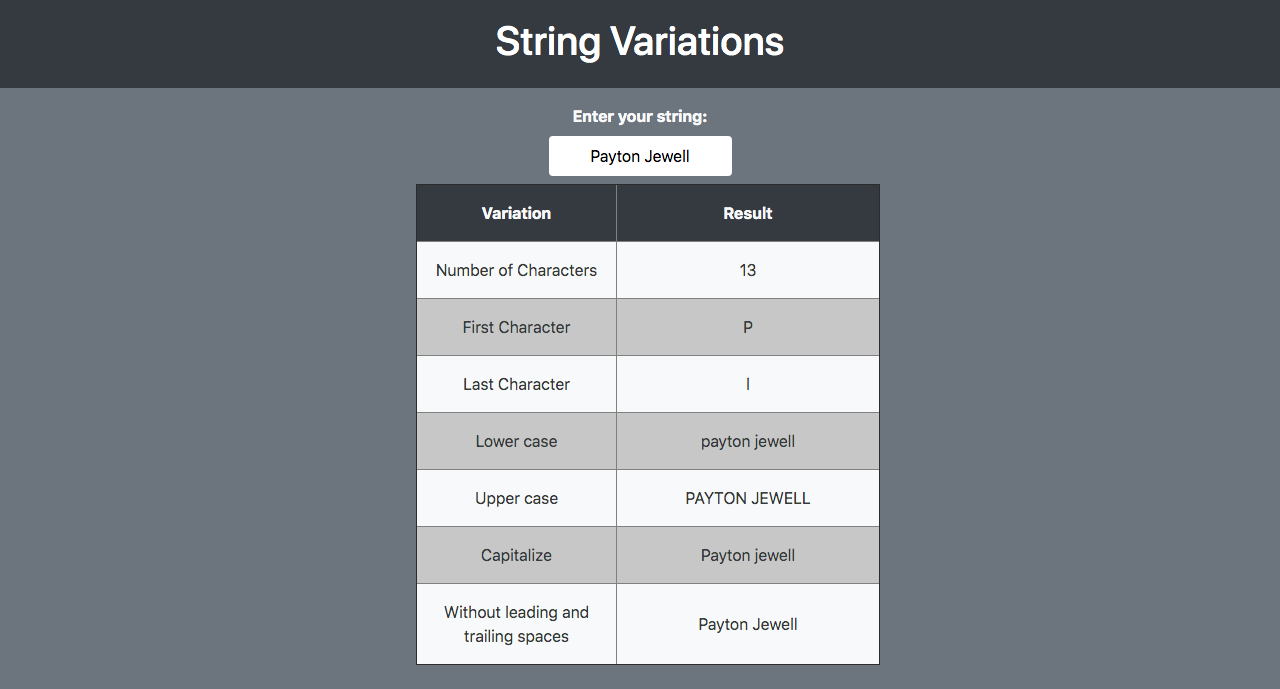 String Variations
Enter your string:
Payton Jewell
Variation Result
Number of Characters 13
First Character P
Last Character l
Lower case payton jewell
Upper case PAYTON JEWELL
Capitalize Payton jewell
Without leading and
trailing spaces Payton Jewell